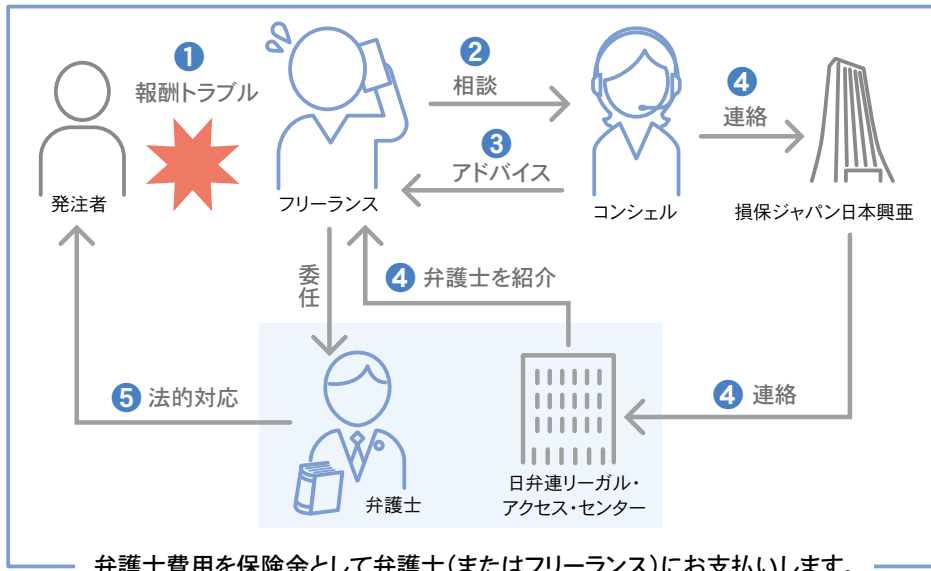 ❶
報酬トラブル
発注者
フリーランス
❷
相談
❸
アドバイス
コンシェル
❹
連絡
損保ジャパン日本興亜
委任
❹ 弁護士を紹介
❹ 連絡
❺ 法的対応
弁護士
日弁連リーガル・
アクセス・センター
弁護士費用を保険金として弁護士(またはフリーランス)にお支払いします。